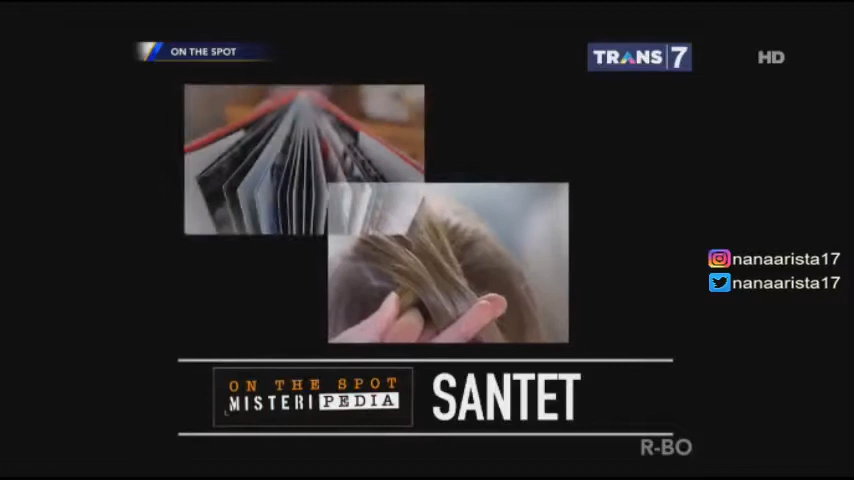 ON THE SPOT
TRANS 7
HD
nanaarista17
nanaarista17
ON THE SPOT
MISTERI PEDIA
SANTET
R-BO